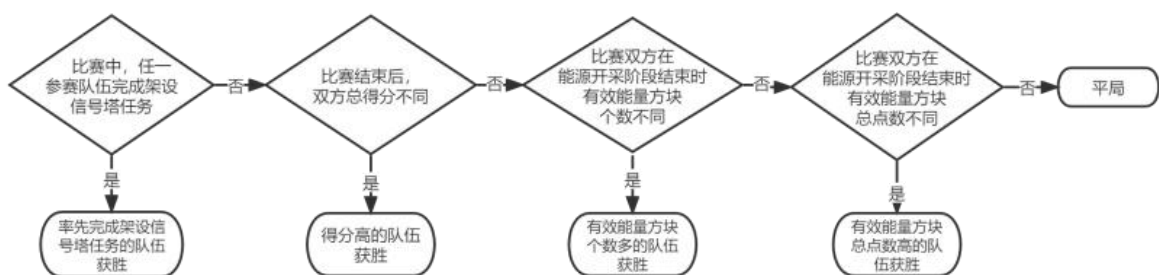 比赛中，任一
参赛队伍完成架设
信号塔任务
否
比赛结束后，
双方总得分不同
否
比赛双方在
能源开采阶段结束时
有效能量方块
个数不同
否
比赛双方在
能源开采阶段结束时
有效能量方块
总点数不同
否
平局
是
是
是
是
率先完成架设信
号塔任务的队伍
获胜
得分高的队伍
获胜
有效能量方块
个数多的队伍
获胜
有效能量方块
总点数高的队
伍获胜